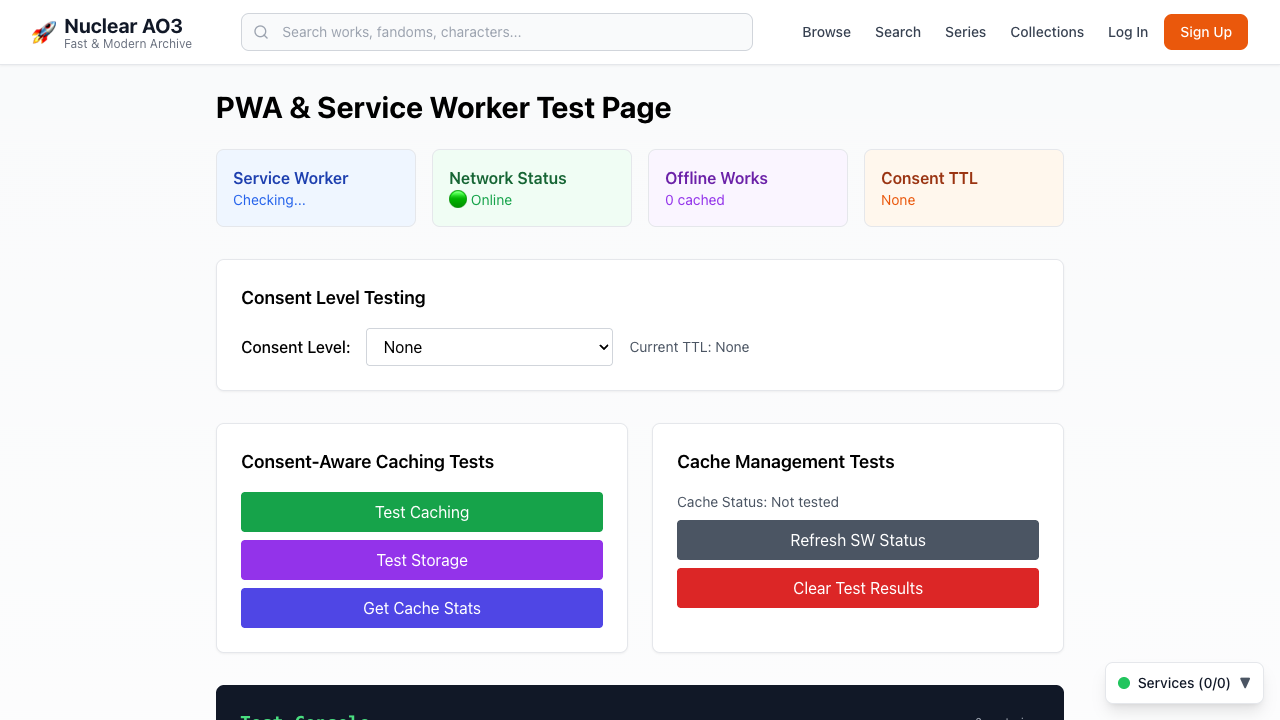 Nuclear AO3
Fast & Modern Archive
Search works, fandoms, characters...
Browse
Search
Series
Collections
Log In
Sign Up
PWA & Service Worker Test Page
Service Worker
Checking...
Network Status
Online
Offline Works
0 cached
Consent TTL
None
Consent Level Testing
Consent Level:
None
Current TTL: None
Consent-Aware Caching Tests
Test Caching
Test Storage
Get Cache Stats
Cache Management Tests
Cache Status: Not tested
Refresh SW Status
Clear Test Results
Services (0/0) ▼
Test Console